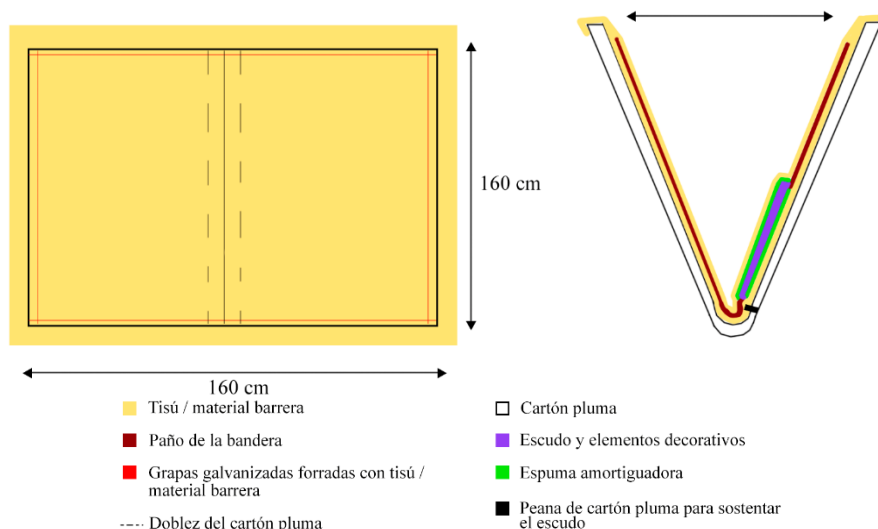 160 cm
160 cm
Tisú / material barrera
Paño de la bandera
Grapas galvanizadas forradas con tisú /
material barrera
Doblez del cartón pluma
Cartón pluma
Escudo y elementos decorativos
Espuma amortiguadora
Peana de cartón pluma para sostentar
el escudo